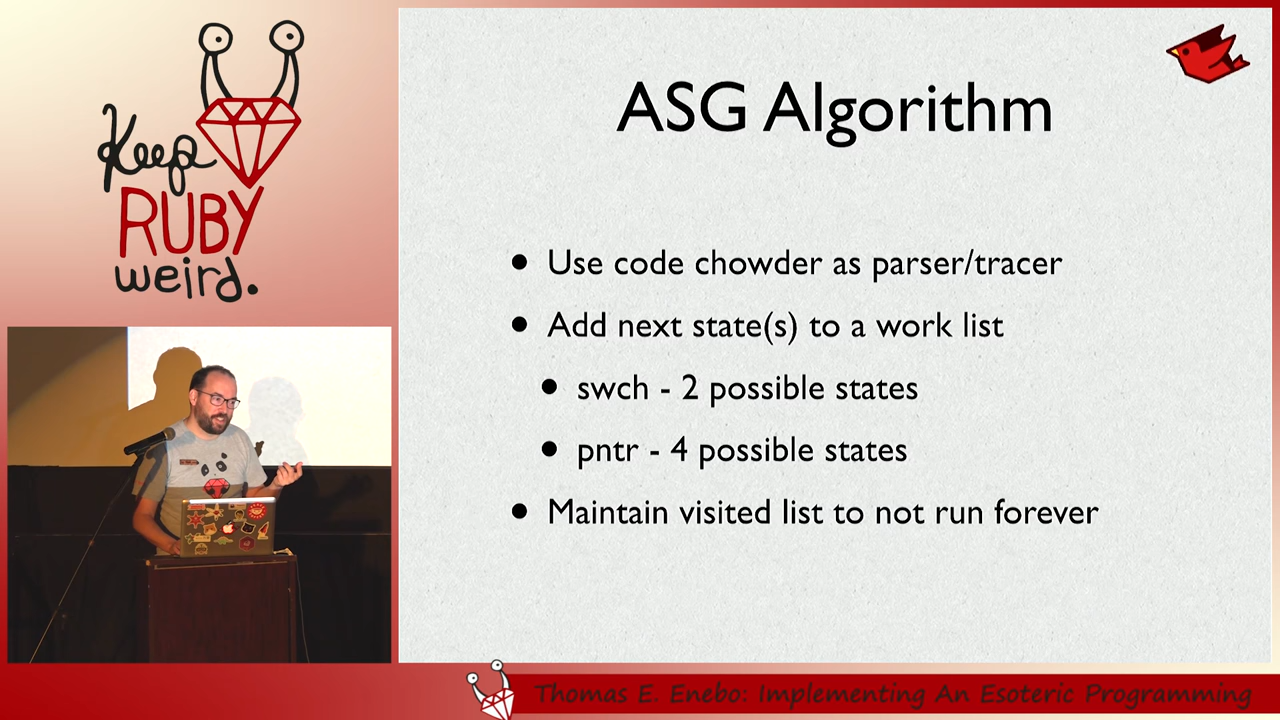 Keep
RUBY
weird.
ASG Algorithm
• Use code chowder as parser/tracer
• Add next state(s) to a work list
• swch - 2 possible states
• pntr - 4 possible states
• Maintain visited list to not run forever
Thomas E. Enebo: Implementing An Esoteric Programming